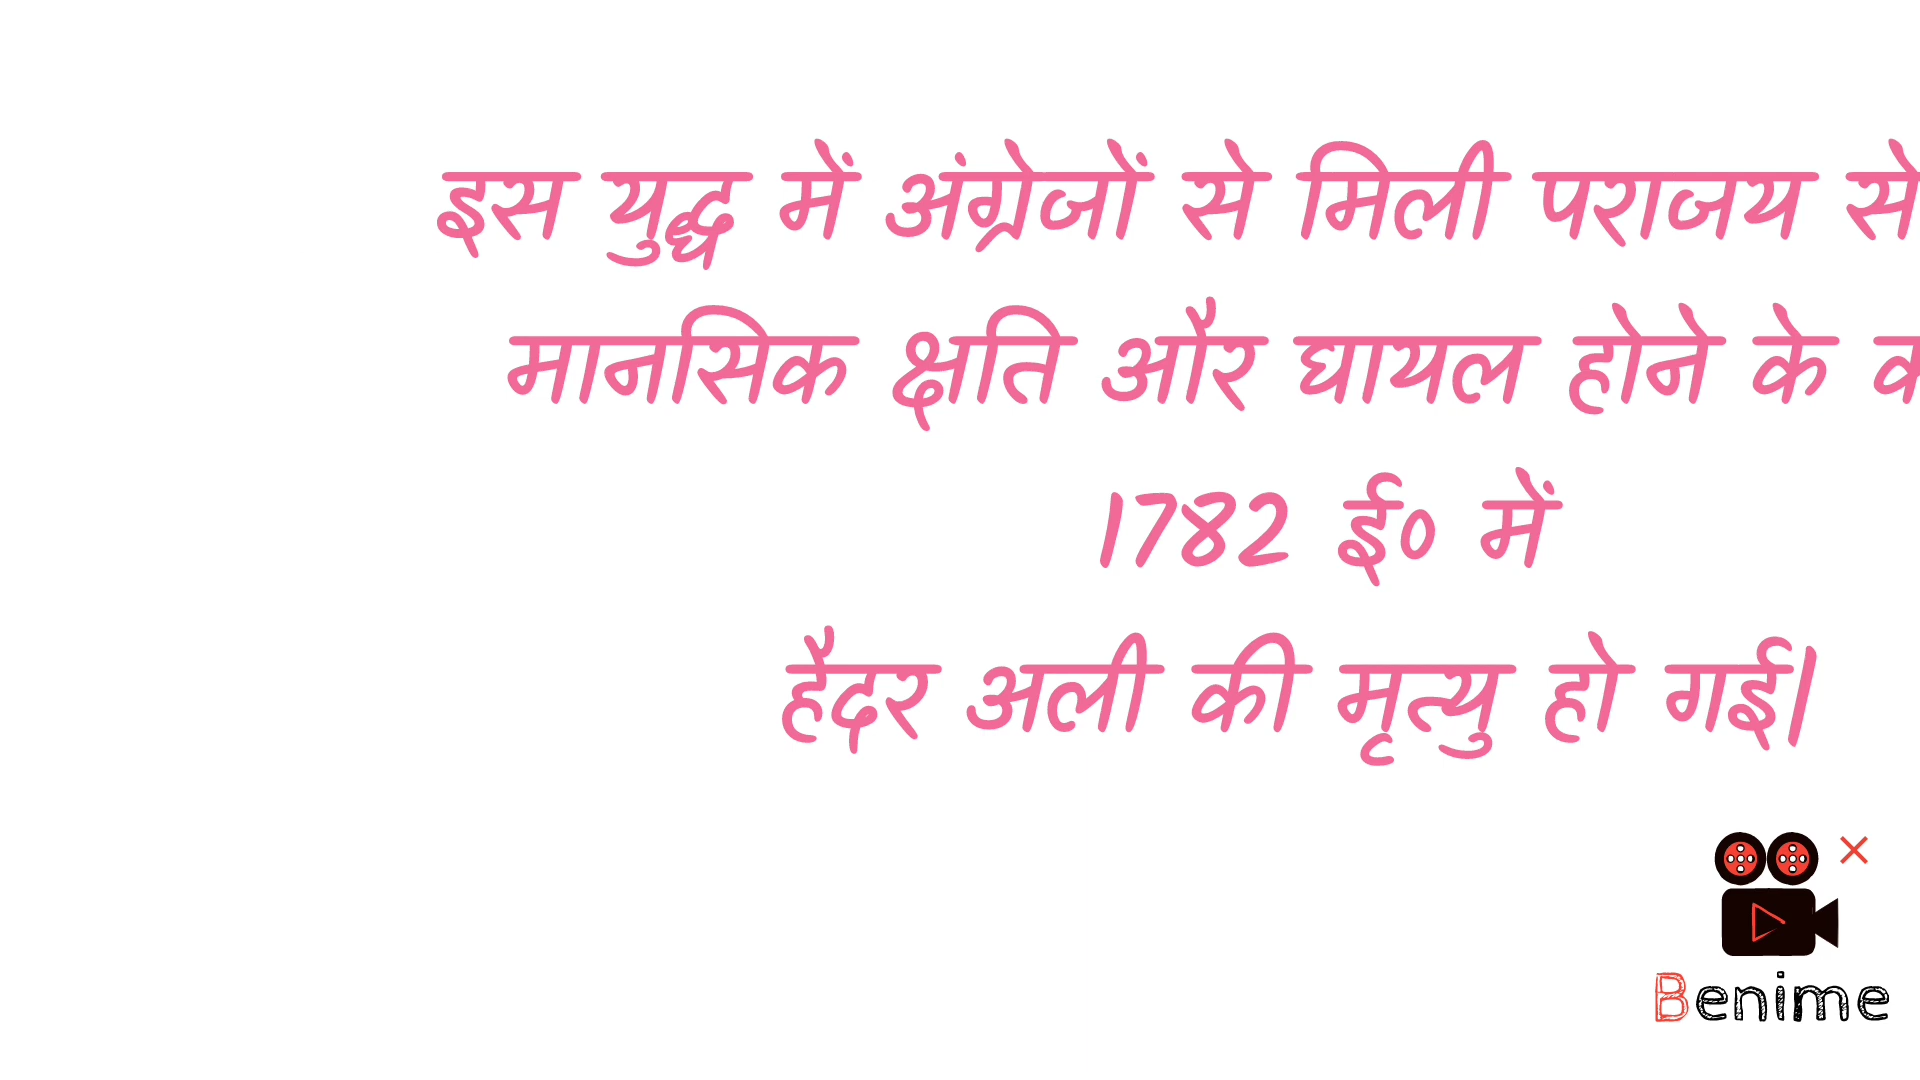 इस युद्ध में अंग्रेजों से मिली पराजय से
मानसिक क्षति और घायल होने के
1782 ई० में
हैदर अली की मृत्यु हो गई।
Benime